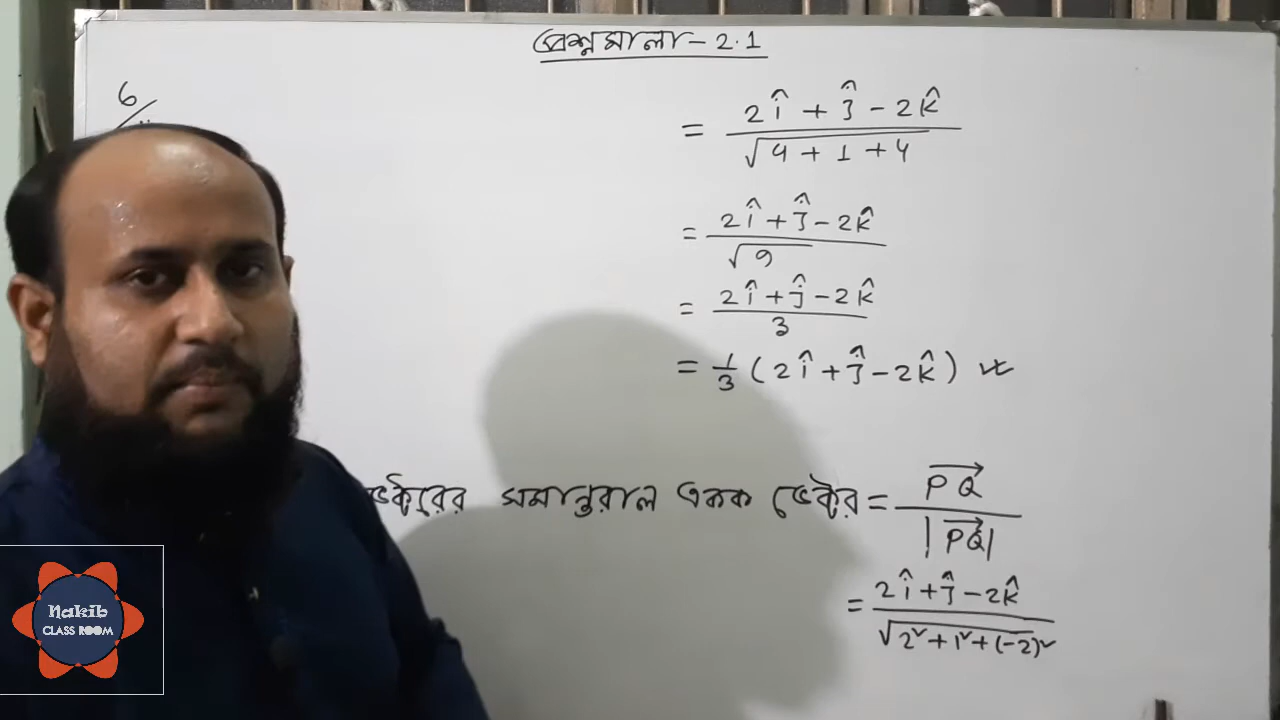 প্রশ্নমালা - 2.1
6/
= 2î + ĵ - 2k̂ / √4 + 1 + 4
= 2î + ĵ - 2k̂ / √9
= 2î + ĵ - 2k̂ / 3
= 1/3 (2î + ĵ - 2k̂)
ভেক্টরের সমান্তরাল একক ভেক্টর = PQ⃗ / |PQ⃗|
= 2î + ĵ - 2k̂ / √2² + 1² + (-2)²
Nakib
CLASS ROOM